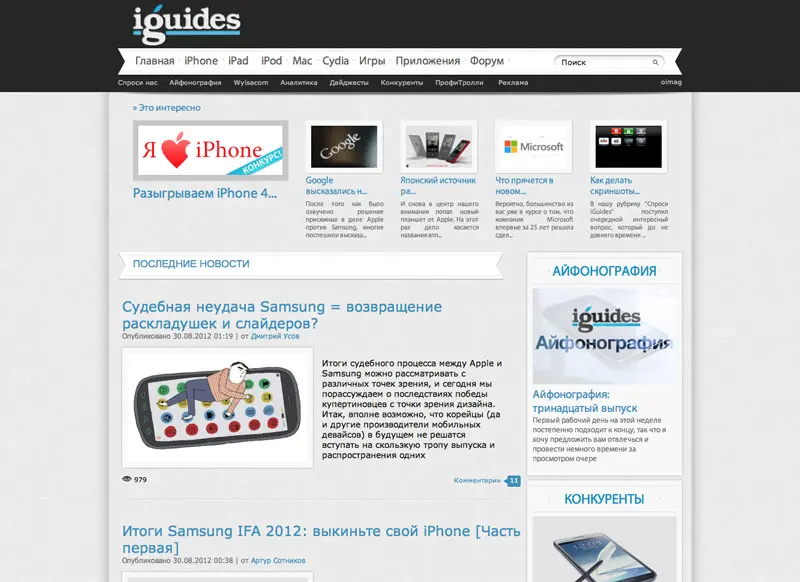 iguides
Главная iPhone iPad iPod Mac Cydia Игры Приложения Форум
Поиск
Спроси нас Айфонография Wylsacom Аналитика Дайджесты Конкуренты ПрофиТролли Реклама
oimag
» Это интересно
Я iPhone
КОНКУРС!
Разыгрываем iPhone 4...
Google
Google
высказались н...
После того как было
озвучено решение
присяжных в деле Apple
против Samsung, многие
поспешили высказа..
Японский источник
ра...
И снова в центр нашего
внимания попал новый
планшет от Apple. На этот
раз дело касается
названия апп..
Microsoft
Что прячется в
новом...
Вероятно, большинство из
вас уже в курсе о том, что
компания Microsoft
впервые за 25 лет решила
сдел..
Как делать
скриншоты...
В нашу рубрику "Спроси
iGuides" поступил
очередной интересный
вопрос, который до не
давнего времени ..
ПОСЛЕДНИЕ НОВОСТИ
Судебная неудача Samsung = возвращение
раскладушек и слайдеров?
Опубликовано 30.08.2012 01:19 | от Дмитрий Усов
Итоги судебного процесса между Apple и
Samsung можно рассматривать с
различных точек зрения, и сегодня мы
порассуждаем о последствиях победы
купертиновцев с точки зрения дизайна.
Итак, вполне возможно, что корейцы (да
и другие производители мобильных
девайсов) в будущем не решатся
вступать на скользкую тропу выпуска и
распространения одних
979
Комментарии 11
Итоги Samsung IFA 2012: выкиньте свой iPhone [Часть
первая]
Опубликовано 30.08.2012 00:38 | от Артур Сотников
АЙФОНОГРАФИЯ
iguides
Айфонография
Айфонография:
тринадцатый выпуск
Первый рабочий день на этой неделе
постепенно подходит к концу, так что я
хочу предложить вам отвлечься и
провести немного времени за
просмотром очере
КОНКУРЕНТЫ